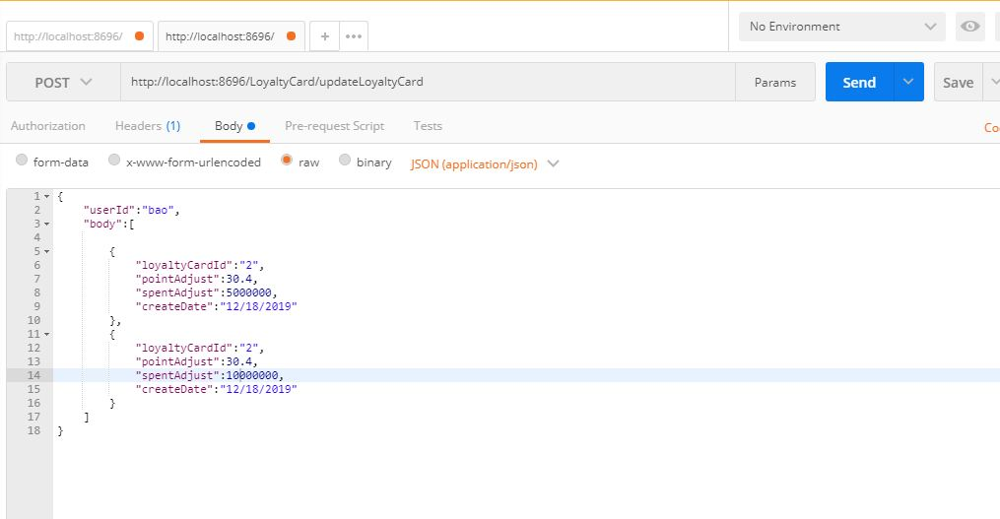 http://localhost:8696/ http://localhost:8696/ + ••• No Environment
POST http://localhost:8696/LoyaltyCard/updateLoyaltyCard Params Send Save
Authorization Headers (1) Body Pre-request Script Tests Co
form-data x-www-form-urlencoded raw binary JSON (application/json)
1 {
2 "userId":"bao",
3 "body":[
4
5 {
6 "loyaltyCardId":"2",
7 "pointAdjust":30.4,
8 "spentAdjust":5000000,
9 "createDate":"12/18/2019"
10 },
11 {
12 "loyaltyCardId":"2",
13 "pointAdjust":30.4,
14 "spentAdjust":10000000,
15 "createDate":"12/18/2019"
16 }
17 ]
18 }